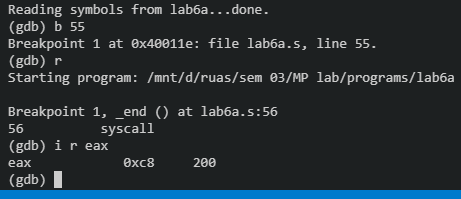 Reading symbols from lab6a...done.
(gdb) b 55
Breakpoint 1 at 0x40011e: file lab6a.s, line 55.
(gdb) r
Starting program: /mnt/d/ruas/sem 03/MP lab/programs/lab6a
Breakpoint 1, _end () at lab6a.s:56
56 syscall
(gdb) i r eax
eax 0xc8 200
(gdb)